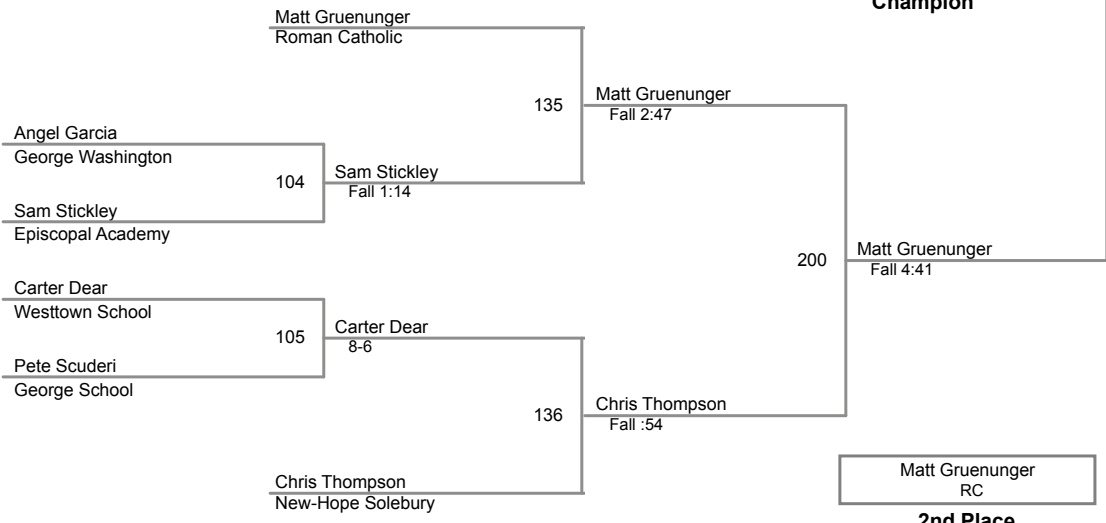 Champion
Matt Gruenunger
Roman Catholic
135
Matt Gruenunger
Fall 2:47
Angel Garcia
George Washington
104
Sam Stickley
Fall 1:14
Sam Stickley
Episcopal Academy
200
Matt Gruenunger
Fall 4:41
Carter Dear
Westtown School
105
Carter Dear
8-6
Pete Scuderi
George School
136
Chris Thompson
Fall :54
Chris Thompson
New-Hope Solebury
Matt Gruenunger
RC
2nd Place